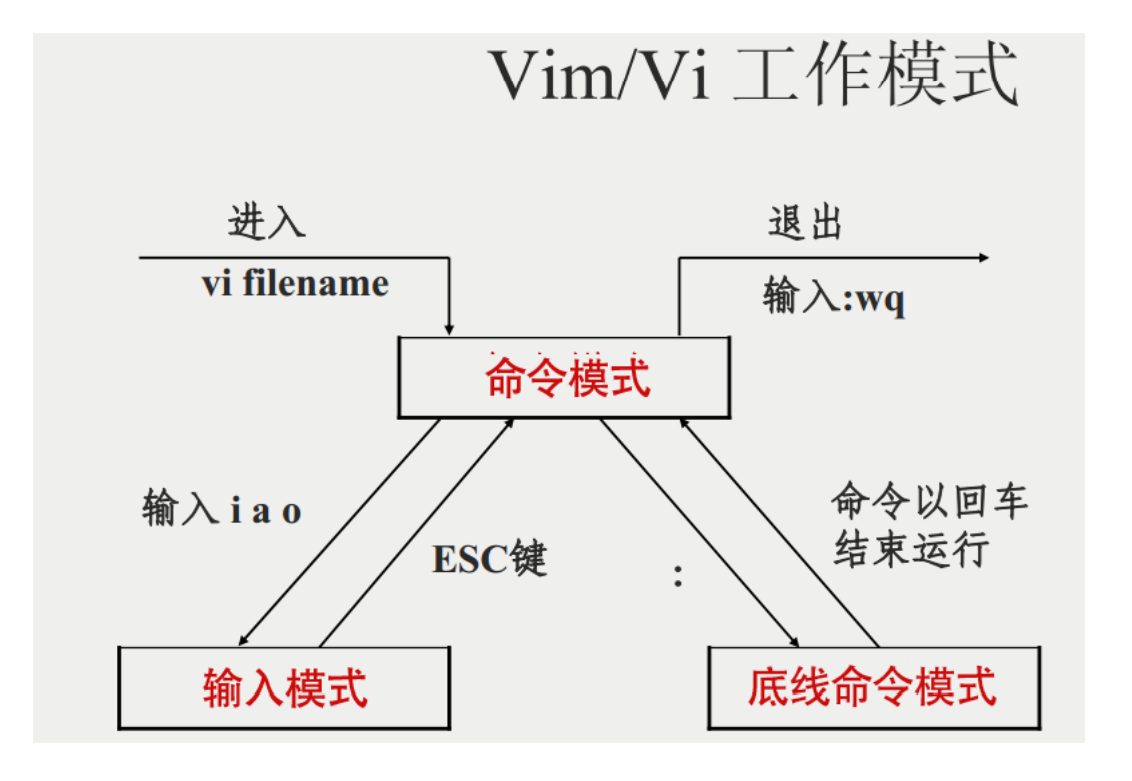 Vim/Vi 工作模式
进入
vi filename
退出
输入:wq
命令模式
输入 i a o
ESC键
:
命令以回车
结束运行
输入模式
底线命令模式